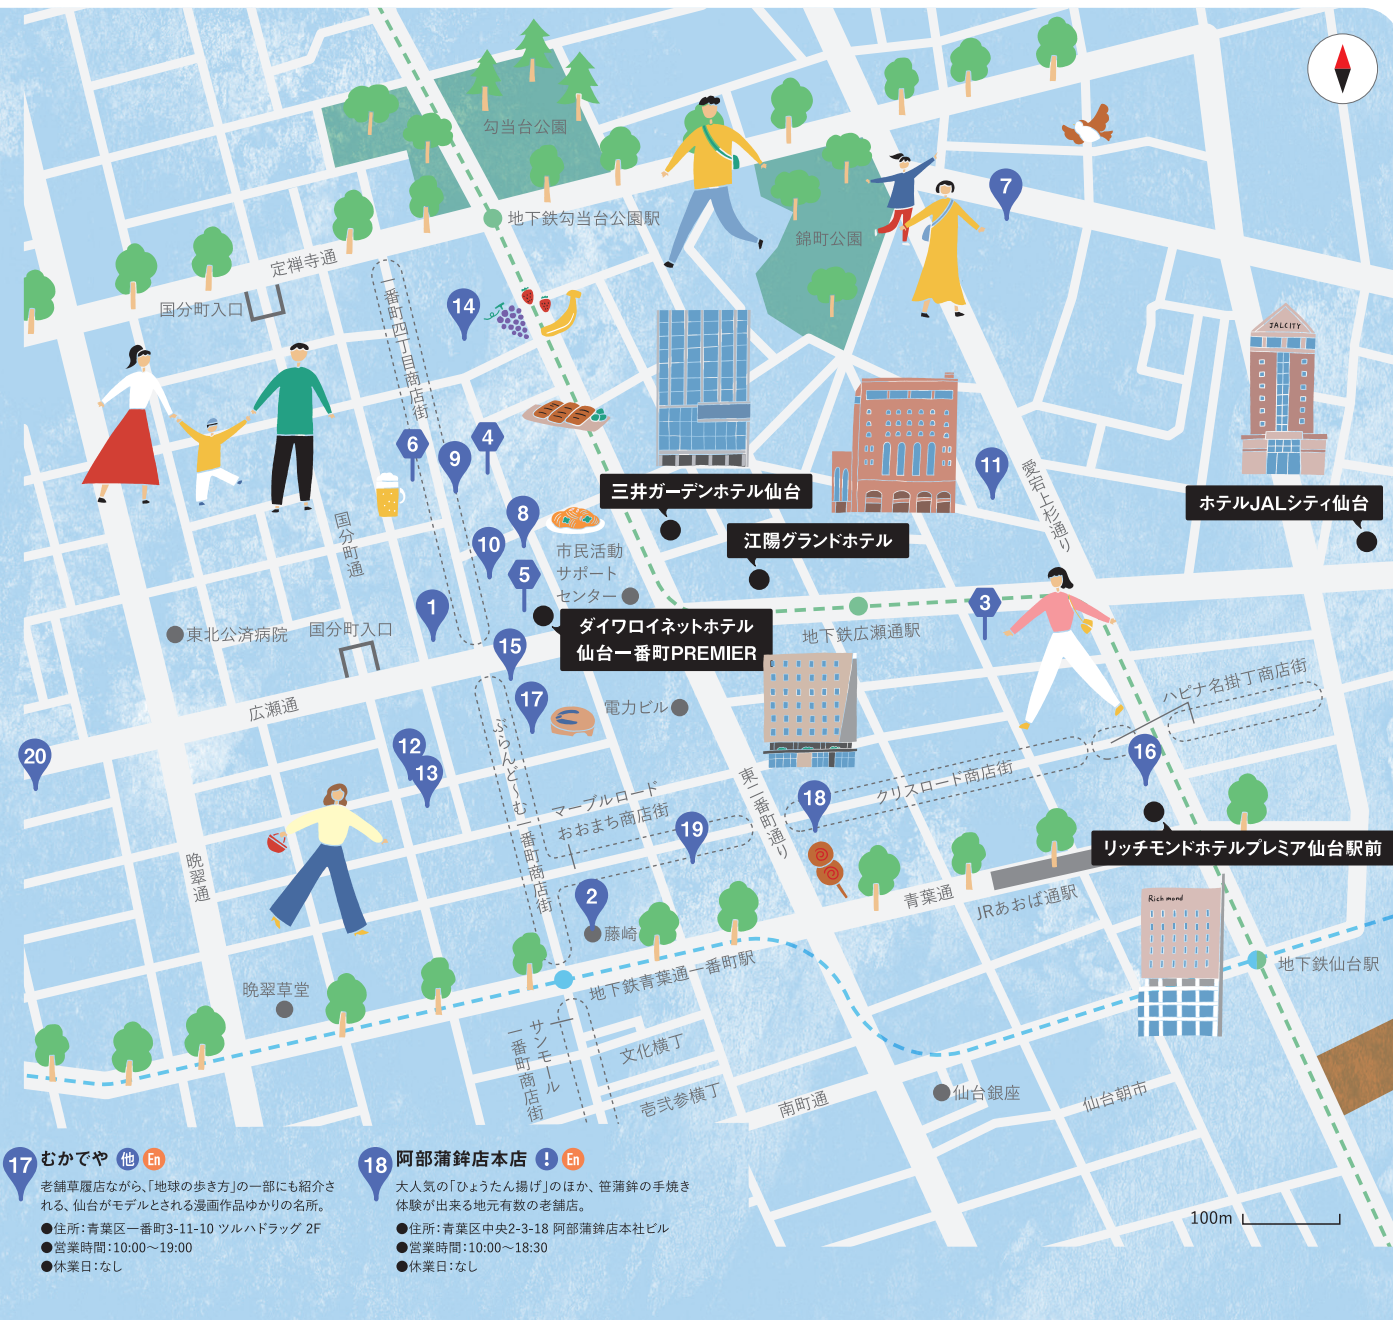 勾当台公園
地下鉄勾当台公園駅
錦町公園
7
定禅寺通
国分町入口
14
一番町四丁目商店街
JALCITY
6
9
4
11
愛宕上杉通り
三井ガーデンホテル仙台
ホテルJALシティ仙台
江陽グランドホテル
国分町通
8
10
5
市民活動
サポート
センター
1
3
東北公済病院
国分町入口
ダイワロイネットホテル
仙台一番町PREMIER
地下鉄広瀬通駅
15
17
電力ビル
広瀬通
ハピナ名掛丁商店街
20
12
13
16
ぶらんど〜む一番町商店街
マーブルロード
おおまち商店街
東二番町通り
18
クリスロード商店街
19
リッチモンドホテルプレミア仙台駅前
晩翠通
2
藤崎
青葉通
JRあおば通駅
Richmond
地下鉄青葉通一番町駅
地下鉄仙台駅
晩翠草堂
サンモール
一番町商店街
文化横丁
壱弐参横丁
南町通
仙台銀座
仙台朝市
17 むかでや 他 En
老舗草履店ながら、「地球の歩き方」の一部にも紹介さ
れる、仙台がモデルとされる漫画作品ゆかりの名所。
●住所：青葉区一番町3-11-10 ツルハドラッグ 2F
●営業時間：10:00〜19:00
●休業日：なし
18 阿部蒲鉾店本店 ! En
大人気の「ひょうたん揚げ」のほか、笹蒲鉾の手焼き
体験が出来る地元有数の老舗店。
●住所：青葉区中央2-3-18 阿部蒲鉾店本社ビル
●営業時間：10:00〜18:30
●休業日：なし
100m